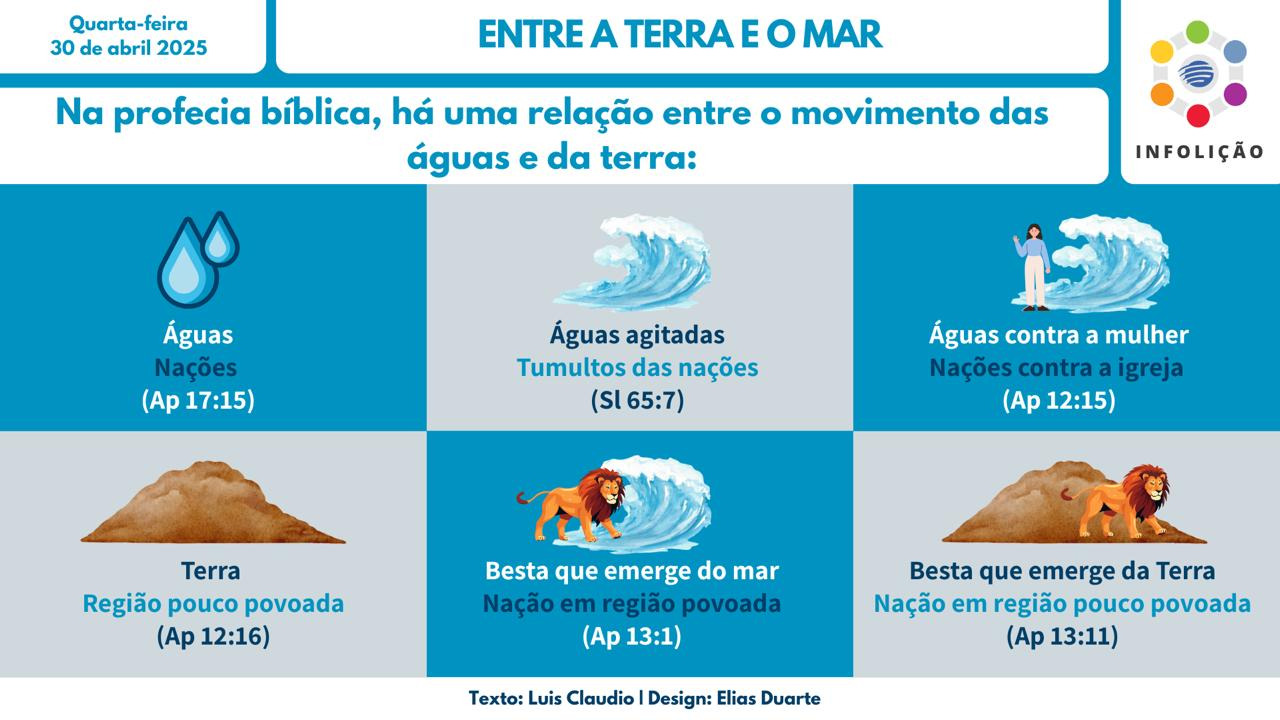 Quarta-feira
30 de abril 2025
ENTRE A TERRA E O MAR
INFOLIÇÃO
Na profecia bíblica, há uma relação entre o movimento das
águas e da terra:
Águas
Nações
(Ap 17:15)
Águas agitadas
Tumultos das nações
(Sl 65:7)
Águas contra a mulher
Nações contra a igreja
(Ap 12:15)
Terra
Região pouco povoada
(Ap 12:16)
Besta que emerge do mar
Nação em região povoada
(Ap 13:1)
Besta que emerge da Terra
Nação em região pouco povoada
(Ap 13:11)
Texto: Luis Claudio | Design: Elias Duarte